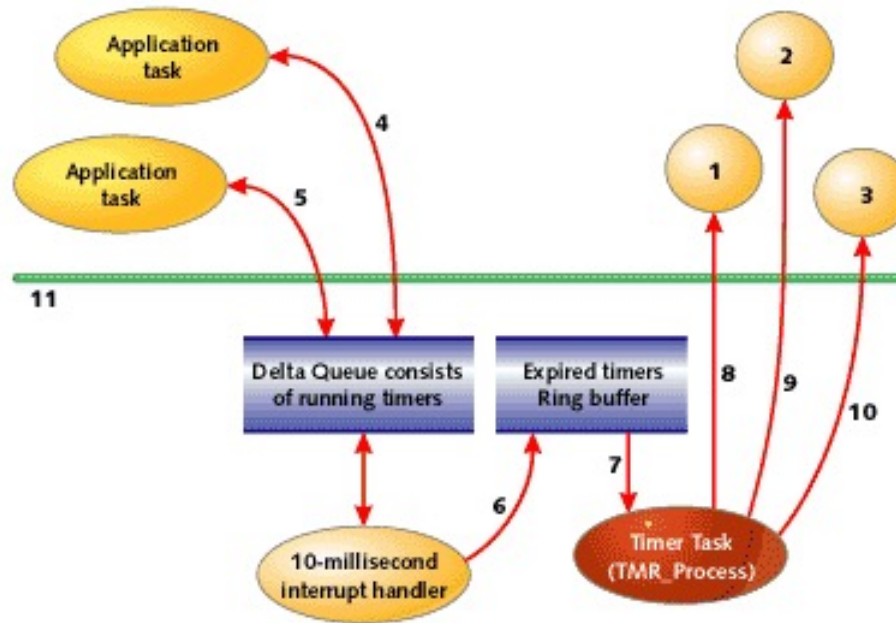 Application
task
2
4
Application
task
1
5
3
11
Delta Queue consists
of running timers
Expired timers
Ring buffer
8
9
10
7
6
10-millisecond
interrupt handler
Timer Task
(TMR_Process)